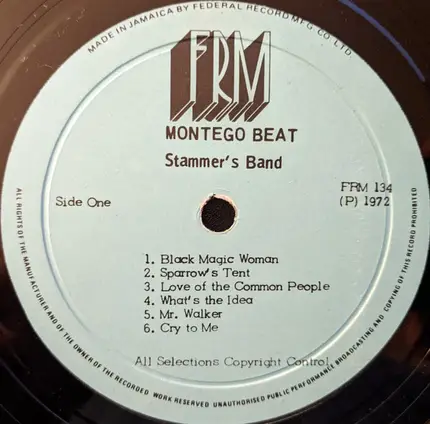 MADE IN JAMAICA BY FEDERAL RECORD MFG. CO. LTD.
FRM
MONTEGO BEAT
Stammer's Band
Side One
FRM 134
(P) 1972
1. Black Magic Woman
2. Sparrow's Tent
3. Love of the Common People
4. What's the Idea
5. Mr. Walker
6. Cry to Me
All Selections Copyright Control
ALL RIGHTS OF THE MANUFACTURER AND OF THE OWNER OF THE RECORDED WORK RESERVED UNAUTHORISED PUBLIC PERFORMANCE BROADCASTING AND COPYING OF THIS RECORD PROHIBITED